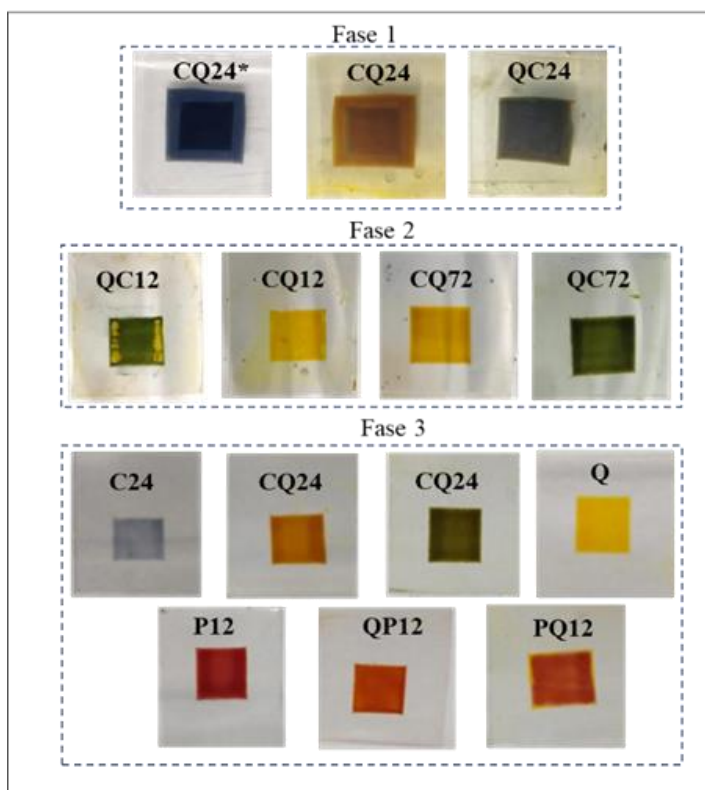 Fase 1
CQ24* CQ24 QC24
Fase 2
QC12 CQ12 CQ72 QC72
Fase 3
C24 CQ24 CQ24 Q
P12 QP12 PQ12